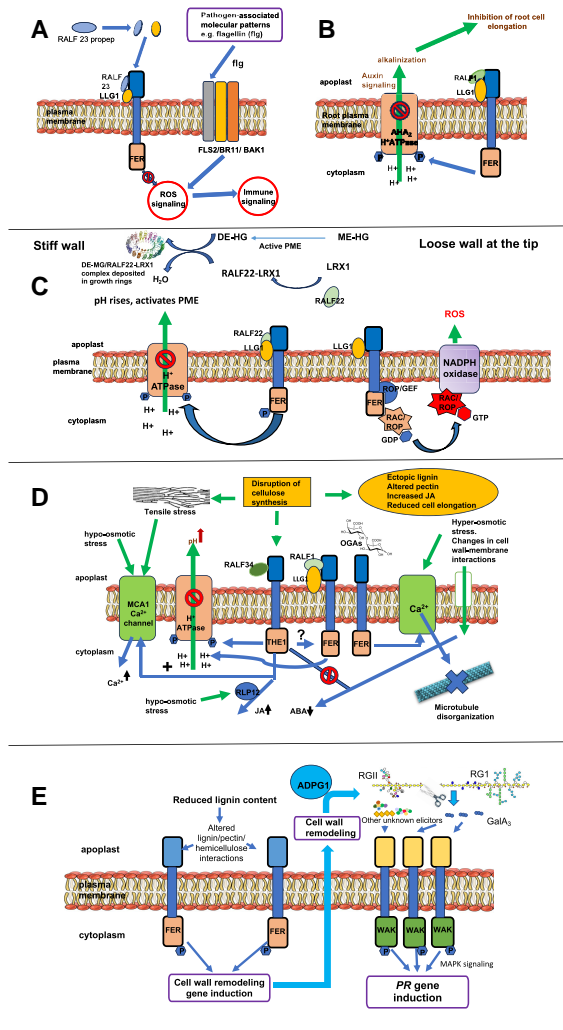 A
RALF 23 propep
Pathogen-associated
molecular patterns
e.g. flagellin (flg)
flg
RALF
23
LLG1
plasma
membrane
FER
FLS2/BR11/ BAK1
ROS
signaling
Immune
signaling
B
Inhibition of root cell
elongation
alkalinization
Auxin
signaling
apoplast
RALF1
LLG1
Root plasma
membrane
AHA2
H+ATPase
FER
P
P
cytoplasm
H+ H+
H+ H+
Stiff wall
DE-HG
Active PME
ME-HG
Loose wall at the tip
DE-MG/RALF22-LRX1
complex deposited
in growth rings
H2O
RALF22-LRX1
LRX1
RALF22
C
pH rises, activates PME
ROS
apoplast
RALF22
LLG1
LLG1
plasma
membrane
H+
ATPase
NADPH
oxidase
ROP/GEF
P
P
FER
P
FER
RAC/
ROP
RAC/
ROP
H+ H+
H+ H+
cytoplasm
GDP
GTP
D
Disruption of
cellulose
synthesis
Ectopic lignin
Altered pectin
Increased JA
Reduced cell elongation
Tensile stress
hypo-osmotic
stress
pH
OGAs
Hyper-osmotic
stress.
Changes in cell
wall-membrane
interactions
RALF34
RALF1
LLG1
apoplast
MCA1
Ca2+
channel
H+
ATPase
Ca2+
P
P
THE1
?
FER
FER
cytoplasm
H+ H+
H+ H+
+
Ca2+
hypo-osmotic
stress
RLP12
JA
ABA
Microtubule
disorganization
E
ADPG1
RGII
RG1
Reduced lignin content
Cell wall
remodeling
Other unknown elicitors
GalA3
Altered
lignin/pectin/
hemicellulose
interactions
apoplast
plasma
membrane
cytoplasm
FER
P
FER
P
WAK
WAK
WAK
P
P
P
MAPK signaling
Cell wall remodeling
gene induction
PR gene
induction